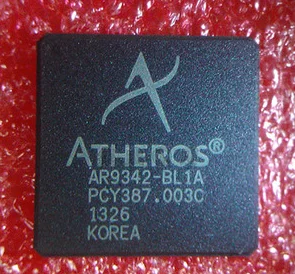 ATHEROS®
AR9342-BL1A
PCY387.003C
1326
KOREA